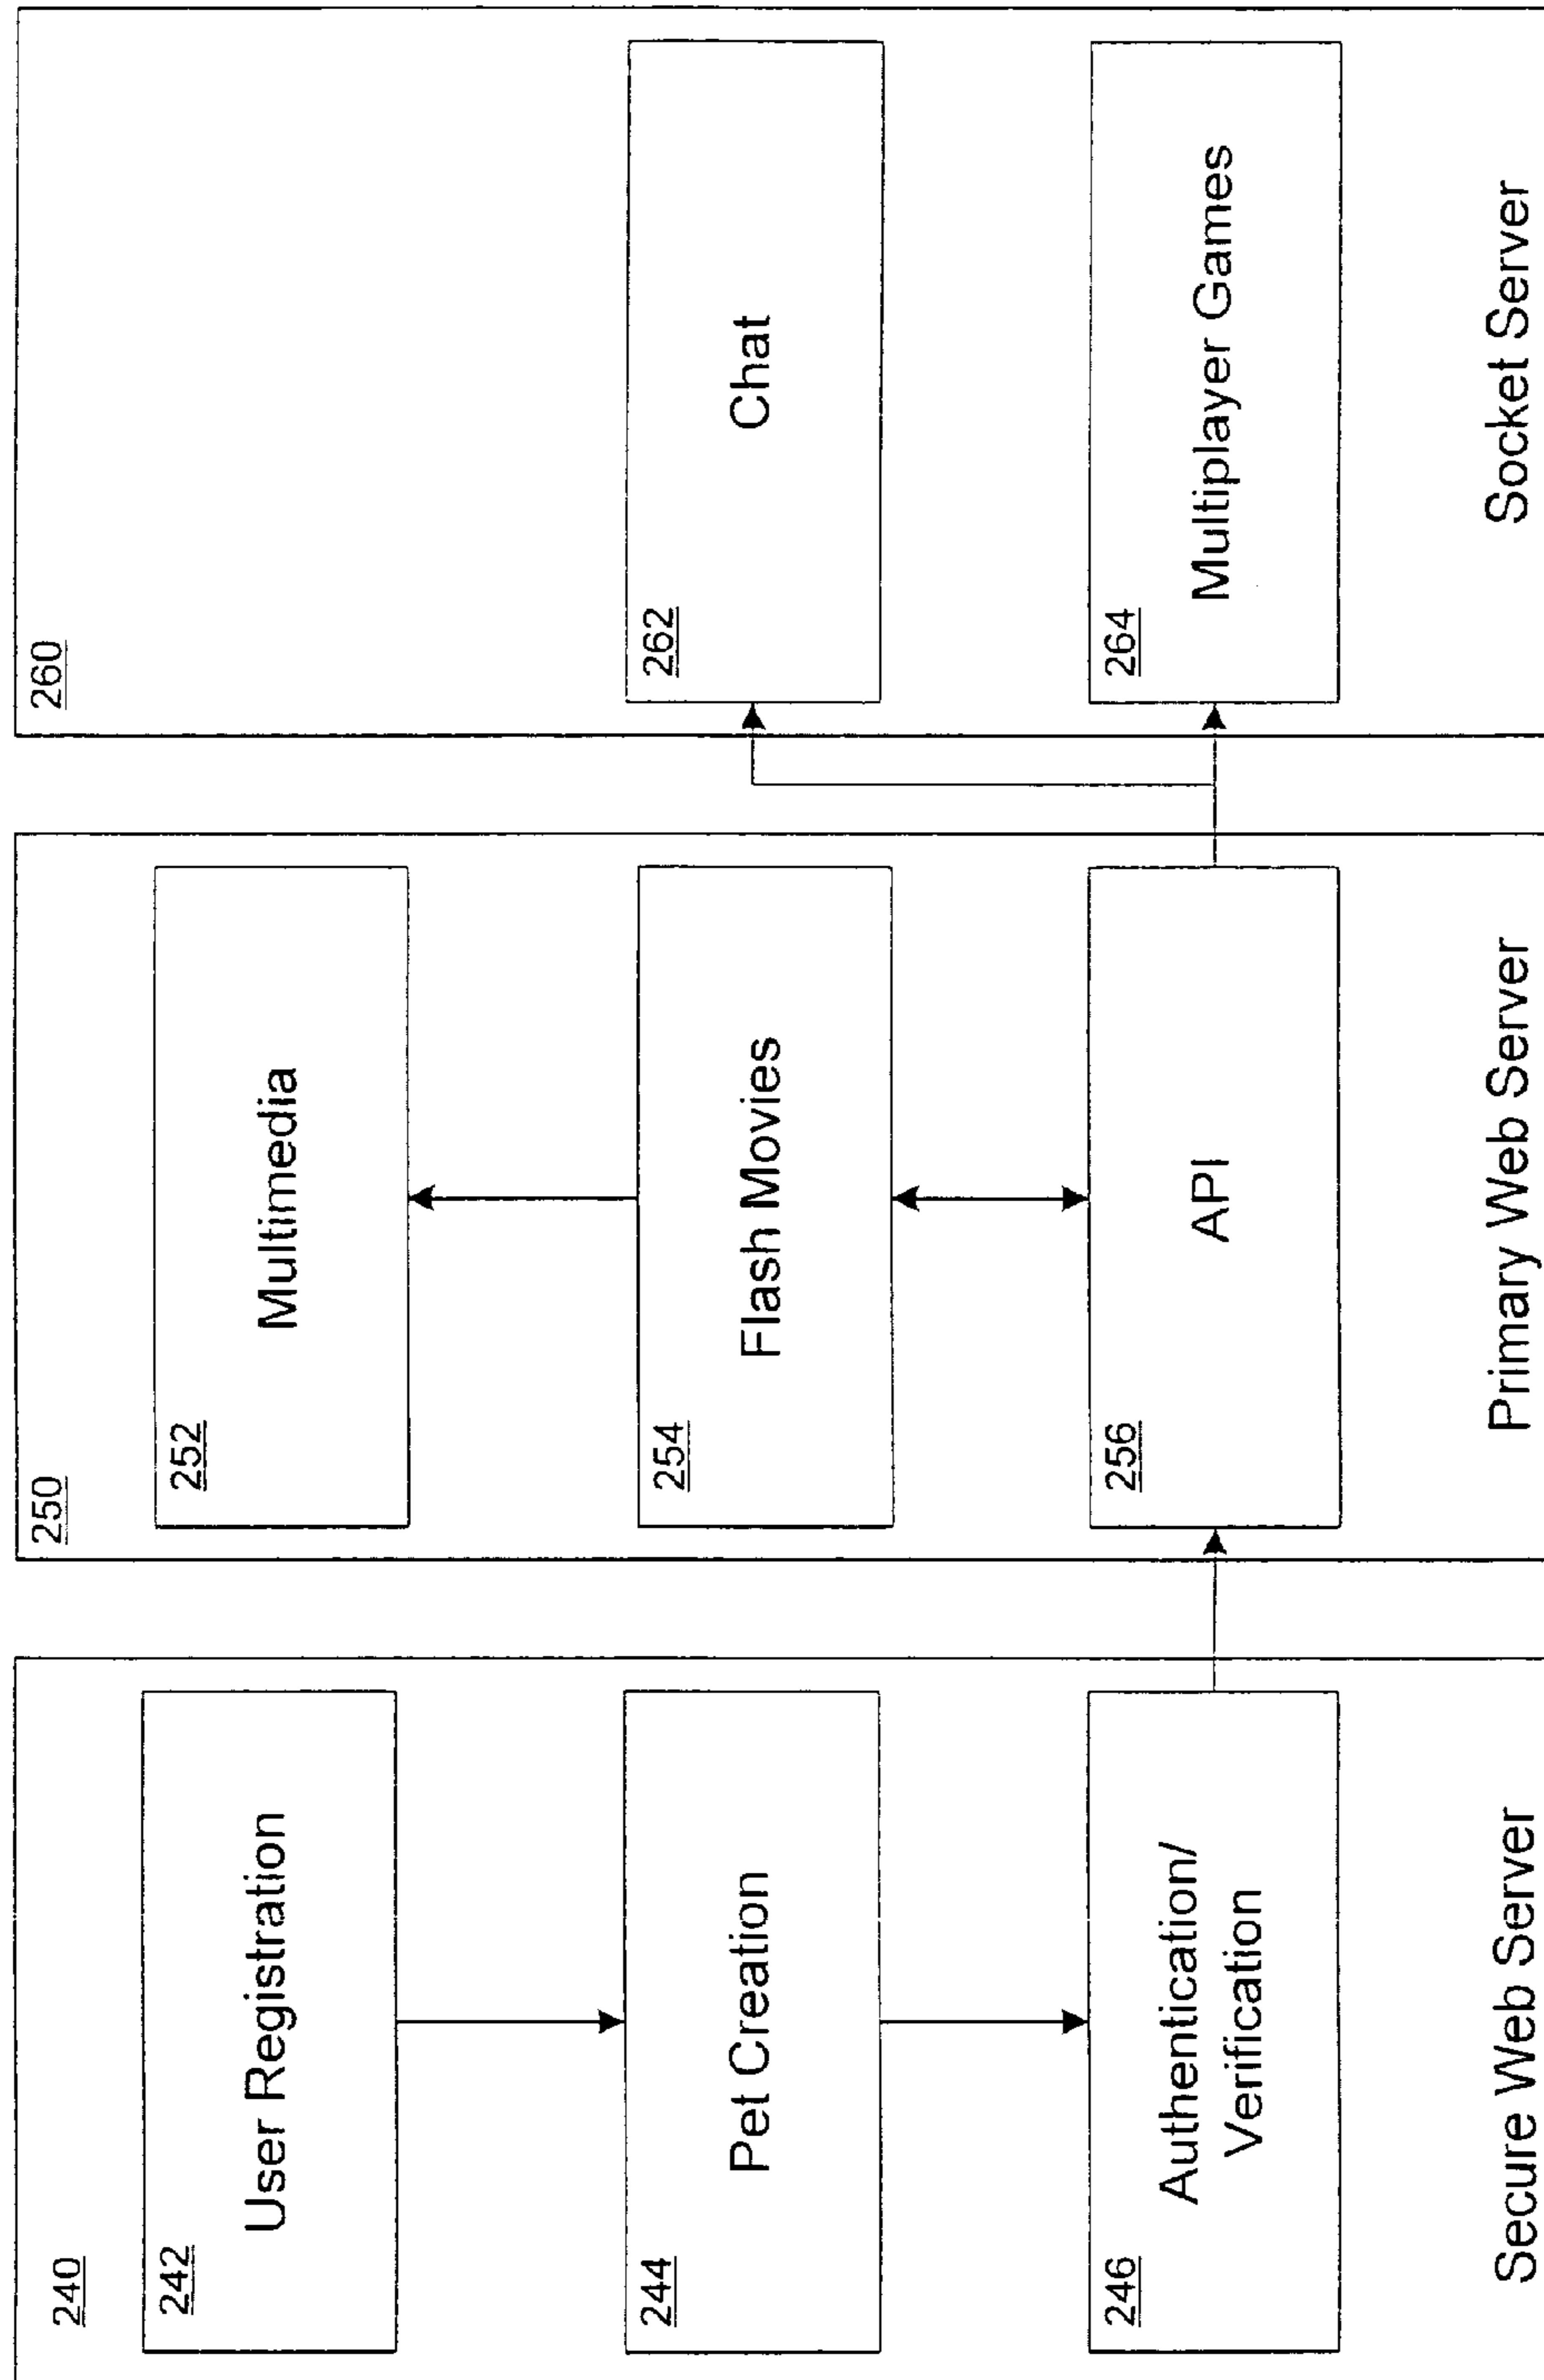 240
242
User Registration
244
Pet Creation
246
Authentication/
Verification
Secure Web Server
250
252
Multimedia
254
Flash Movies
256
API
Primary Web Server
260
262
Chat
264
Multiplayer Games
Socket Server